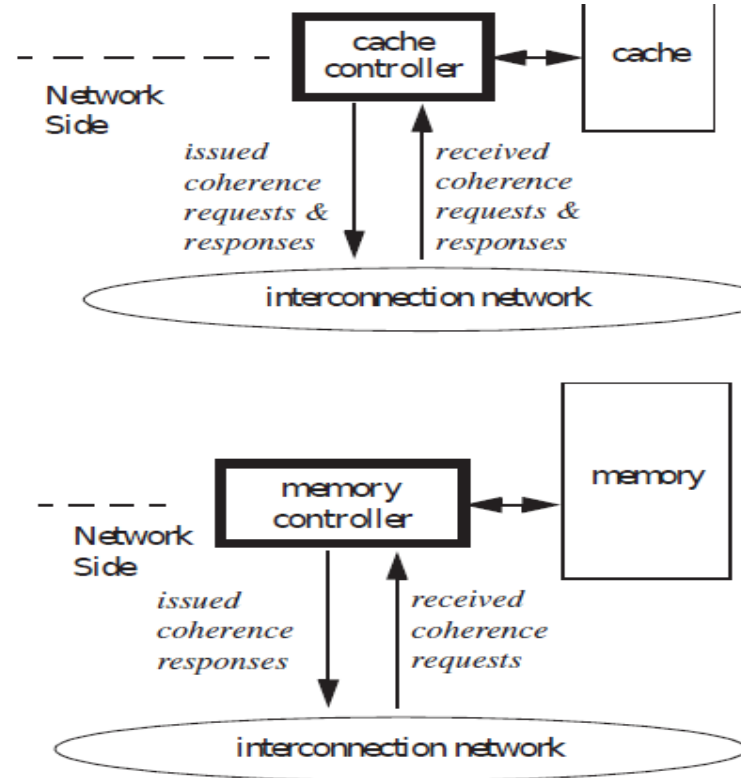 cache
controller
cache
Network
Side
issued
coherence
requests &
responses
received
coherence
requests &
responses
interconnection network
memory
controller
memory
Network
Side
issued
coherence
responses
received
coherence
requests
interconnection network